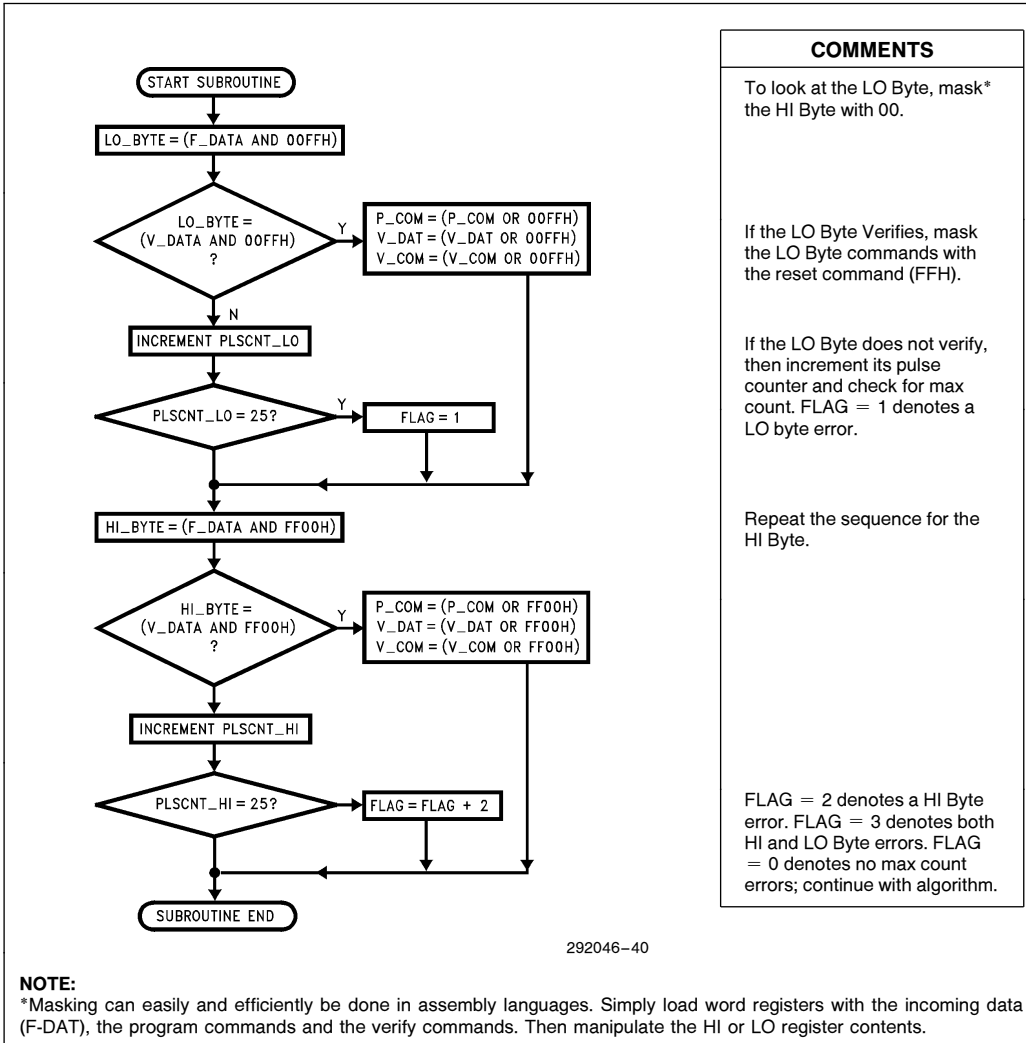 START SUBROUTINE
LO_BYTE = (F_DATA AND 00FFH)
LO_BYTE =
(V_DATA AND 00FFH)
?
Y
P_COM = (P_COM OR 00FFH)
V_DAT = (V_DAT OR 00FFH)
V_COM = (V_COM OR 00FFH)
N
INCREMENT PLSCNT_LO
PLSCNT_LO = 25?
Y
FLAG = 1
HI_BYTE = (F_DATA AND FF00H)
HI_BYTE =
(V_DATA AND FF00H)
?
Y
P_COM = (P_COM OR FF00H)
V_DAT = (V_DAT OR FF00H)
V_COM = (V_COM OR FF00H)
INCREMENT PLSCNT_HI
PLSCNT_HI = 25?
FLAG = FLAG + 2
SUBROUTINE END
COMMENTS
To look at the LO Byte, mask*
the HI Byte with 00.
If the LO Byte Verifies, mask
the LO Byte commands with
the reset command (FFH).
If the LO Byte does not verify,
then increment its pulse
counter and check for max
count. FLAG = 1 denotes a
LO byte error.
Repeat the sequence for the
HI Byte.
FLAG = 2 denotes a HI Byte
error. FLAG = 3 denotes both
HI and LO Byte errors. FLAG
= 0 denotes no max count
errors; continue with algorithm.
292046–40
NOTE:
*Masking can easily and efficiently be done in assembly languages. Simply load word registers with the incoming data
(F-DAT), the program commands and the verify commands. Then manipulate the HI or LO register contents.